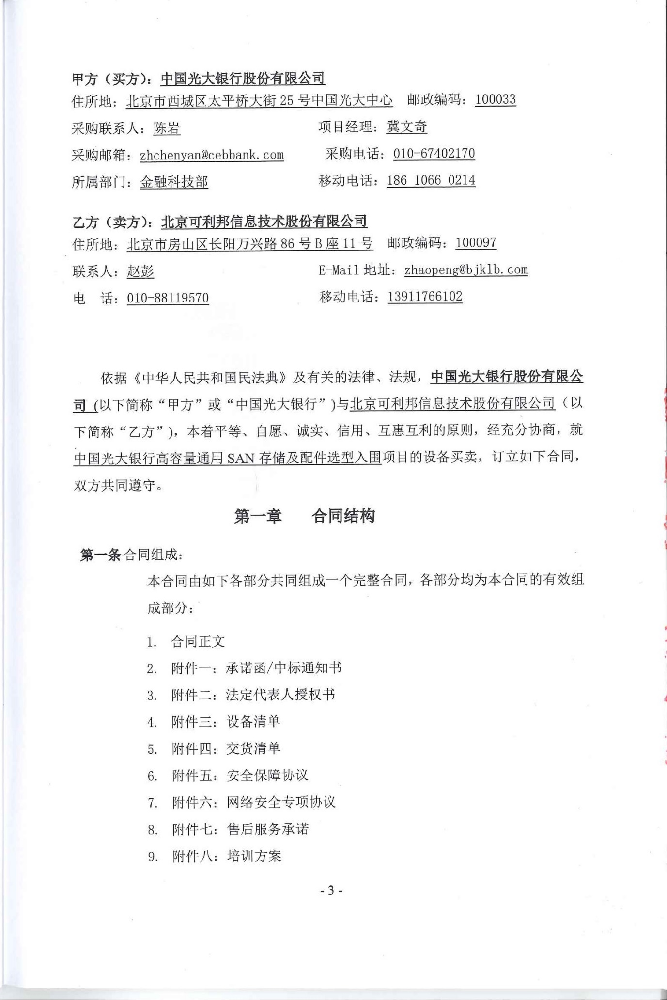 甲方（买方）：中国光大银行股份有限公司
住所地：北京市西城区太平桥大街 25 号中国光大中心 邮政编码：100033
采购联系人：陈岩 项目经理：冀文奇
采购邮箱：zhchenyan@cebbank.com 采购电话：010-67402170
所属部门：金融科技部 移动电话：186 1066 0214
乙方（卖方）：北京可利邦信息技术股份有限公司
住所地：北京市房山区长阳万兴路 86 号 B 座 11 号 邮政编码：100097
联系人：赵彭 E-Mail 地址：zhaopeng@bjklb.com
电 话：010-88119570 移动电话：13911766102
依据《中华人民共和国民法典》及有关的法律、法规，中国光大银行股份有限公
司 (以下简称“甲方”或“中国光大银行”)与北京可利邦信息技术股份有限公司（以
下简称“乙方”），本着平等、自愿、诚实、信用、互惠互利的原则，经充分协商，就
中国光大银行高容量通用 SAN 存储及配件选型入围项目的设备买卖，订立如下合同，
双方共同遵守。
第一章 合同结构
第一条 合同组成：
本合同由如下各部分共同组成一个完整合同，各部分均为本合同的有效组
成部分：
1. 合同正文
2. 附件一：承诺函/中标通知书
3. 附件二：法定代表人授权书
4. 附件三：设备清单
5. 附件四：交货清单
6. 附件五：安全保障协议
7. 附件六：网络安全专项协议
8. 附件七：售后服务承诺
9. 附件八：培训方案
- 3 -